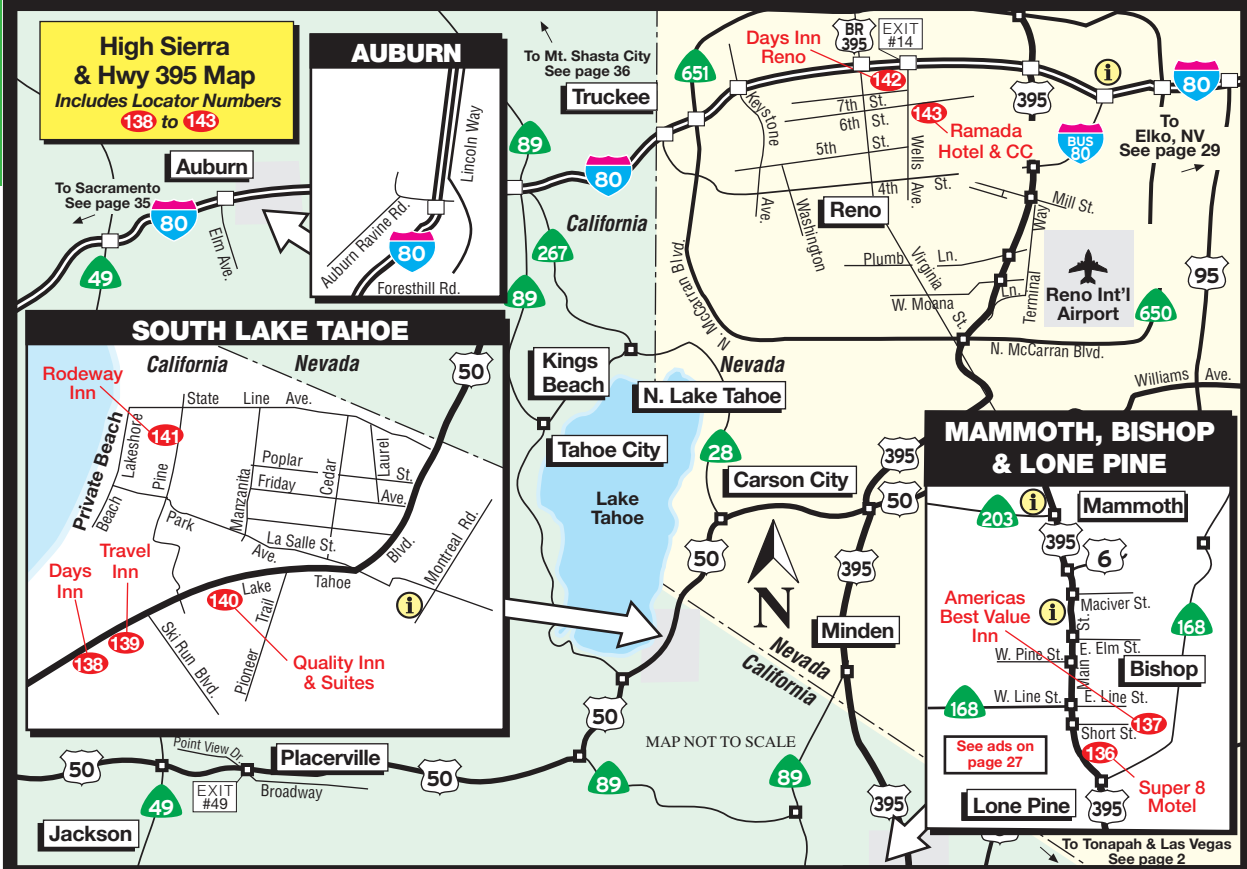 High Sierra
& Hwy 395 Map
Includes Locator Numbers
138 to 143
AUBURN
Lincoln Way
Auburn Ravine Rd.
80
Foresthill Rd.
To Mt. Shasta City
See page 36
Truckee
Auburn
To Sacramento
See page 35
80
Elm Ave.
49
89
80
California
267
89
651
Days Inn
Reno
142
BR
395
EXIT
#14
395
i
80
To
Elko, NV
See page 29
BUS
80
Keystone
Ave.
7th St.
6th St.
5th St.
4th St.
143
Ramada
Hotel & CC
Wells
Ave.
Washington
Reno
Mill St.
Virginia
St.
Plumb Ln.
W. Moana Ln.
Terminal
Way
Reno Int'l
Airport
650
95
N. McCarran Blvd.
N. McCarran Blvd.
Nevada
Williams Ave.
SOUTH LAKE TAHOE
California
Nevada
50
Rodeway
Inn
141
State Line Ave.
Private Beach
Lakeshore
Beach
Pine
Park
Ave.
Manzanita
Poplar St.
Friday Ave.
Cedar
Laurel
La Salle St.
Lake Tahoe Blvd.
Montreal Rd.
Travel
Inn
Days
Inn
138
139
140
Quality Inn
& Suites
Ski Run Blvd.
Pioneer Trail
i
Kings
Beach
N. Lake Tahoe
Tahoe City
28
Lake
Tahoe
Carson City
395
50
50
395
N
Minden
Nevada
California
50
MAP NOT TO SCALE
89
89
395
50
Point View Dr.
Placerville
50
EXIT
#49
Broadway
49
Jackson
MAMMOTH, BISHOP
& LONE PINE
203
i
Mammoth
395
6
Americas
Best Value
Inn
i
Maciver St.
168
E. Elm St.
W. Pine St.
Main St.
Bishop
168
W. Line St.
E. Line St.
137
Short St.
136
See ads on
page 27
Super 8
Motel
Lone Pine
395
To Tonapah & Las Vegas
See page 2